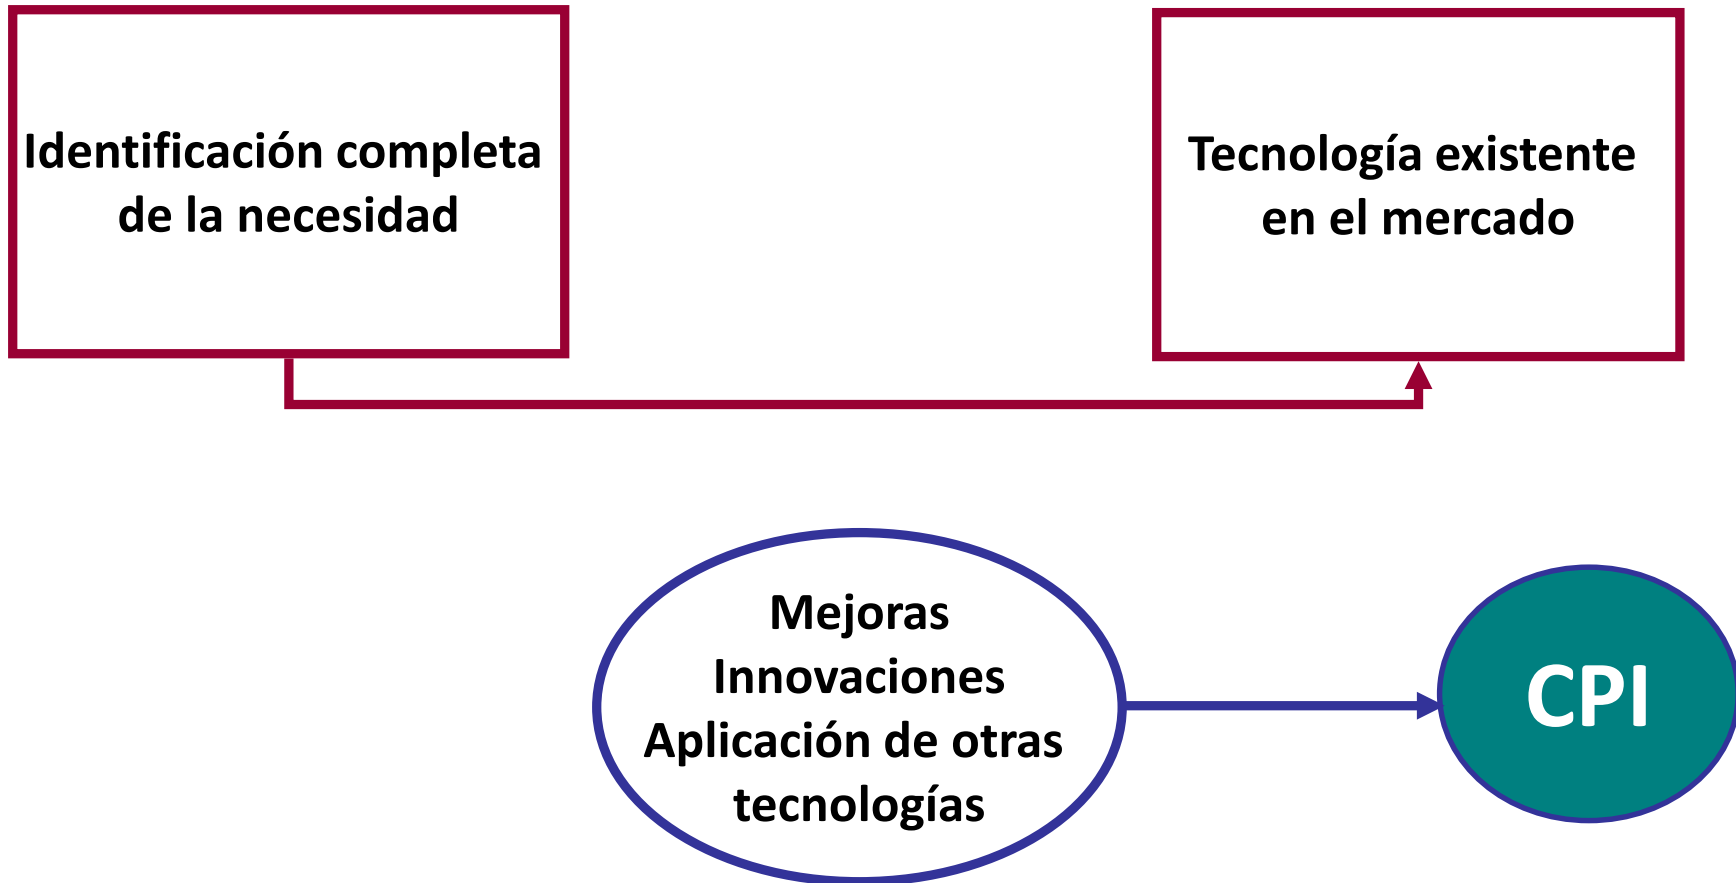 Identificación completa
de la necesidad
Tecnología existente
en el mercado
Mejoras
Innovaciones
Aplicación de otras
tecnologías
CPI